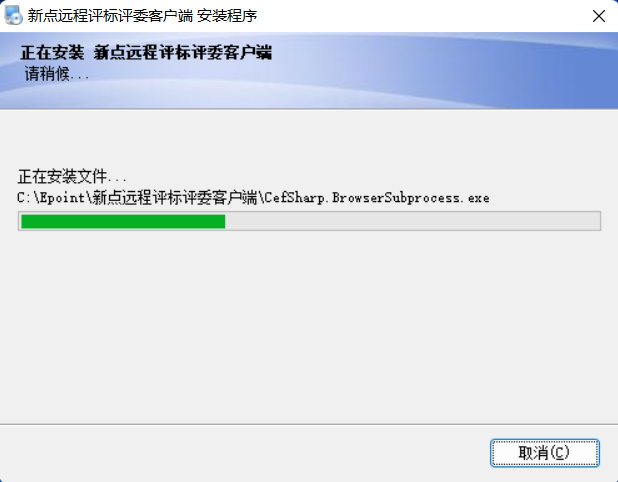 新点远程评标评委客户端 安装程序
正在安装 新点远程评标评委客户端
请稍候...
正在安装文件...
C:\Epoint\新点远程评标评委客户端\CefSharp.BrowserSubprocess.exe
取消(C)